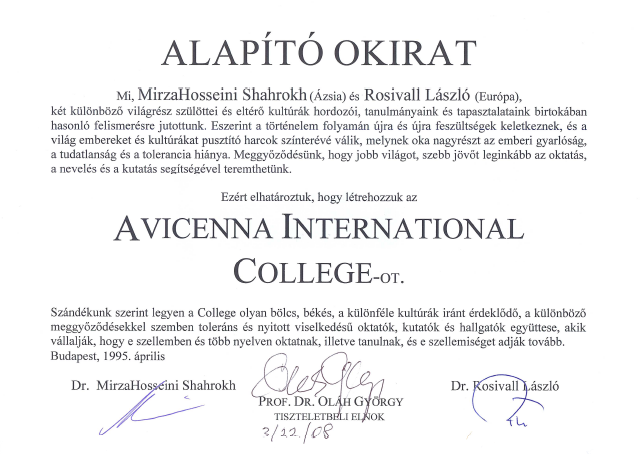 ALAPÍTÓ OKIRAT
Mi, MirzaHosseini Shahrokh (Ázsia) és Rosivall László (Európa),
két különböző világrész szülöttei és eltérő kultúrák hordozói, tanulmányaink és tapasztalataink birtokában
hasonló felismerésre jutottunk. Eszerint a történelem folyamán újra és újra feszültségek keletkeznek, és a
világ embereket és kultúrákat pusztító harcok színterévé válik, melynek oka nagyrészt az emberi gyarlóság,
a tudatlanság és a tolerancia hiánya. Meggyőződésünk, hogy jobb világot, szebb jövőt leginkább az oktatás,
a nevelés és a kutatás segítségével teremthetünk.
Ezért elhatároztuk, hogy létrehozzuk az
AVICENNA INTERNATIONAL
COLLEGE-OT.
Szándékunk szerint legyen a College olyan bölcs, békés, a különféle kultúrák iránt érdeklődő, a különböző
meggyőződésekkel szemben toleráns és nyitott viselkedésű oktatók, kutatók és hallgatók együttese, akik
vállalják, hogy e szellemben és több nyelven oktatnak, illetve tanulnak, és e szellemiséget adják tovább.
Budapest, 1995. április
Dr. MirzaHosseini Shahrokh
Dr. Rosivall László
PROF. DR. OLÁH GYÖRGY
TISZTELETBELI ELNÖK
3/22/08